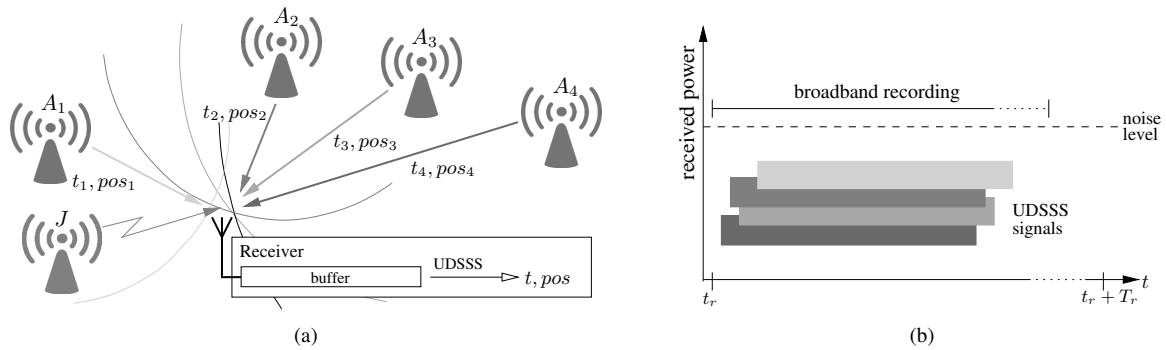 A₁
A₂
A₃
A₄
t₂, pos₂
t₃, pos₃
t₁, pos₁
t₄, pos₄
J
Receiver
buffer
UDSSS
t, pos
(a)
received power
broadband recording
noise
level
UDSSS
signals
tᵣ
tᵣ + Tᵣ
t
(b)